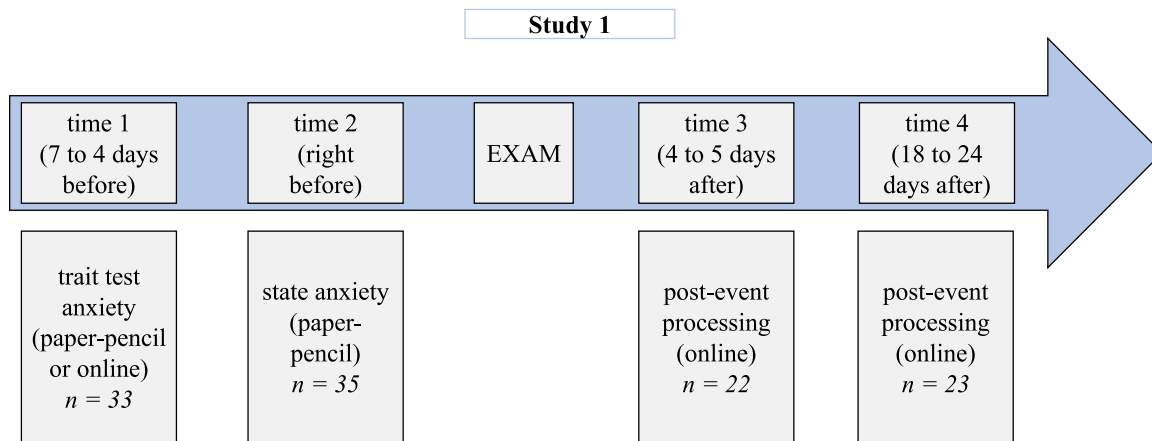 Study 1
time 1
(7 to 4 days
before)
time 2
(right
before)
EXAM
time 3
(4 to 5 days
after)
time 4
(18 to 24
days after)
trait test
anxiety
(paper-pencil
or online)
n = 33
state anxiety
(paper-
pencil)
n = 35
post-event
processing
(online)
n = 22
post-event
processing
(online)
n = 23